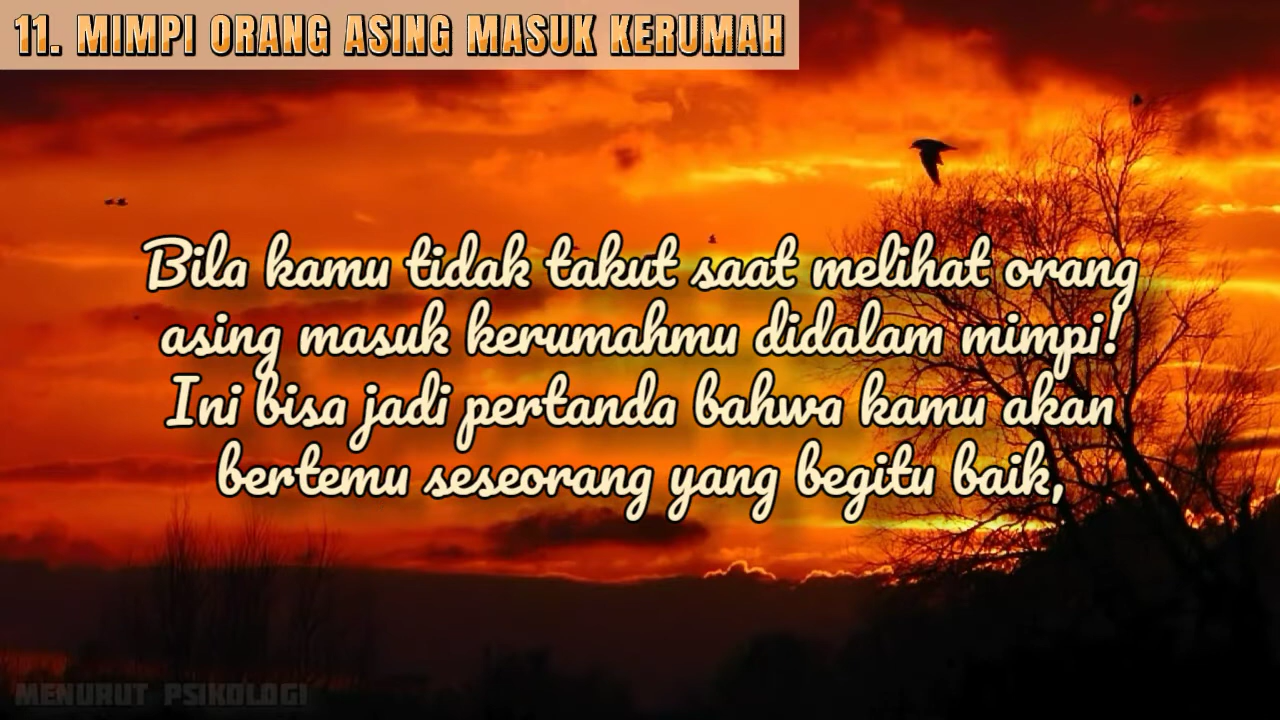 11. MIMPI ORANG ASING MASUK KERUMAH
Bila kamu tidak takut saat melihat orang
asing masuk kerumahmu didalam mimpi!
Ini bisa jadi pertanda bahwa kamu akan
bertemu seseorang yang begitu baik,
MENURUT PSIKOLOGI